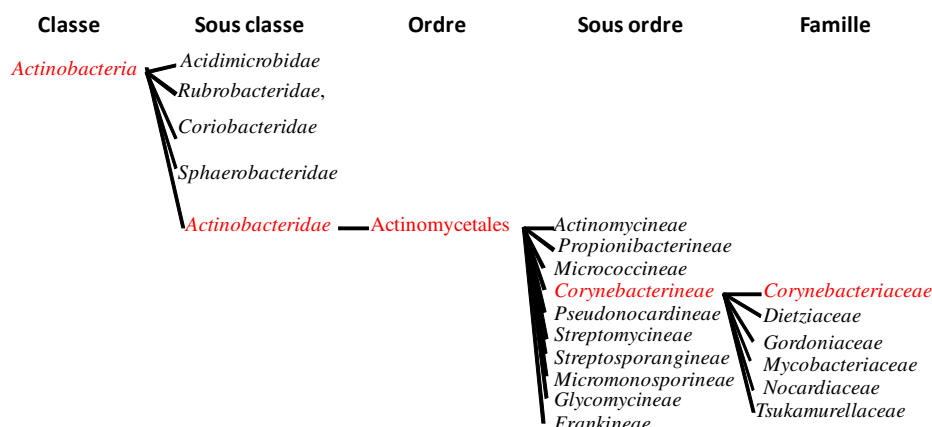 Classe Sous classe Ordre Sous ordre Famille
Actinobacteria
Acidimicrobidae
Rubrobacteridae,
Coriobacteridae
Sphaerobacteridae
Actinobacteridae Actinomycetales
Actinomycineae
Propionibacterineae
Micrococcineae
Corynebacterineae
Pseudonocardineae
Streptomycineae
Streptosporangineae
Micromonosporineae
Glycomycineae
Frankineae
Corynebacteriaceae
Dietziaceae
Gordoniaceae
Mycobacteriaceae
Nocardiaceae
Tsukamurellaceae